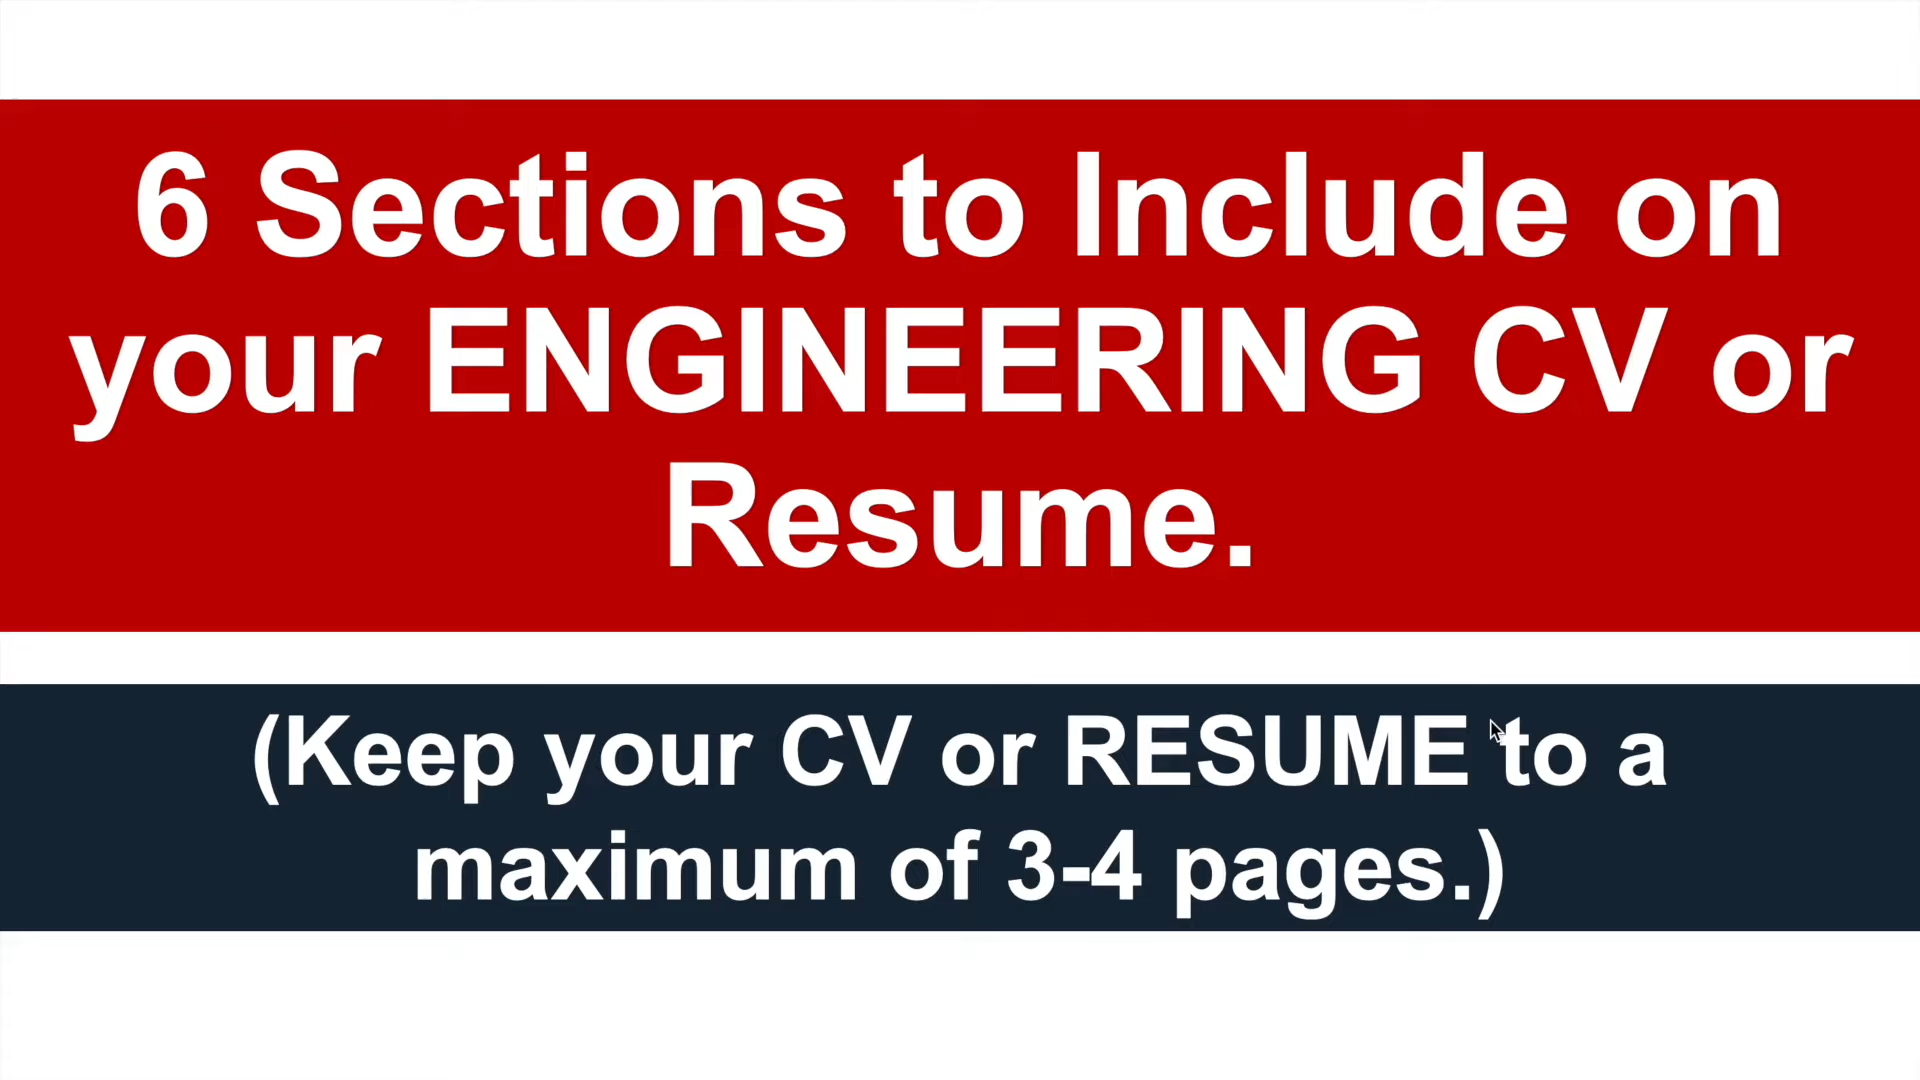 6 Sections to Include on
your ENGINEERING CV or
Resume.
(Keep your CV or RESUME to a
maximum of 3-4 pages.)